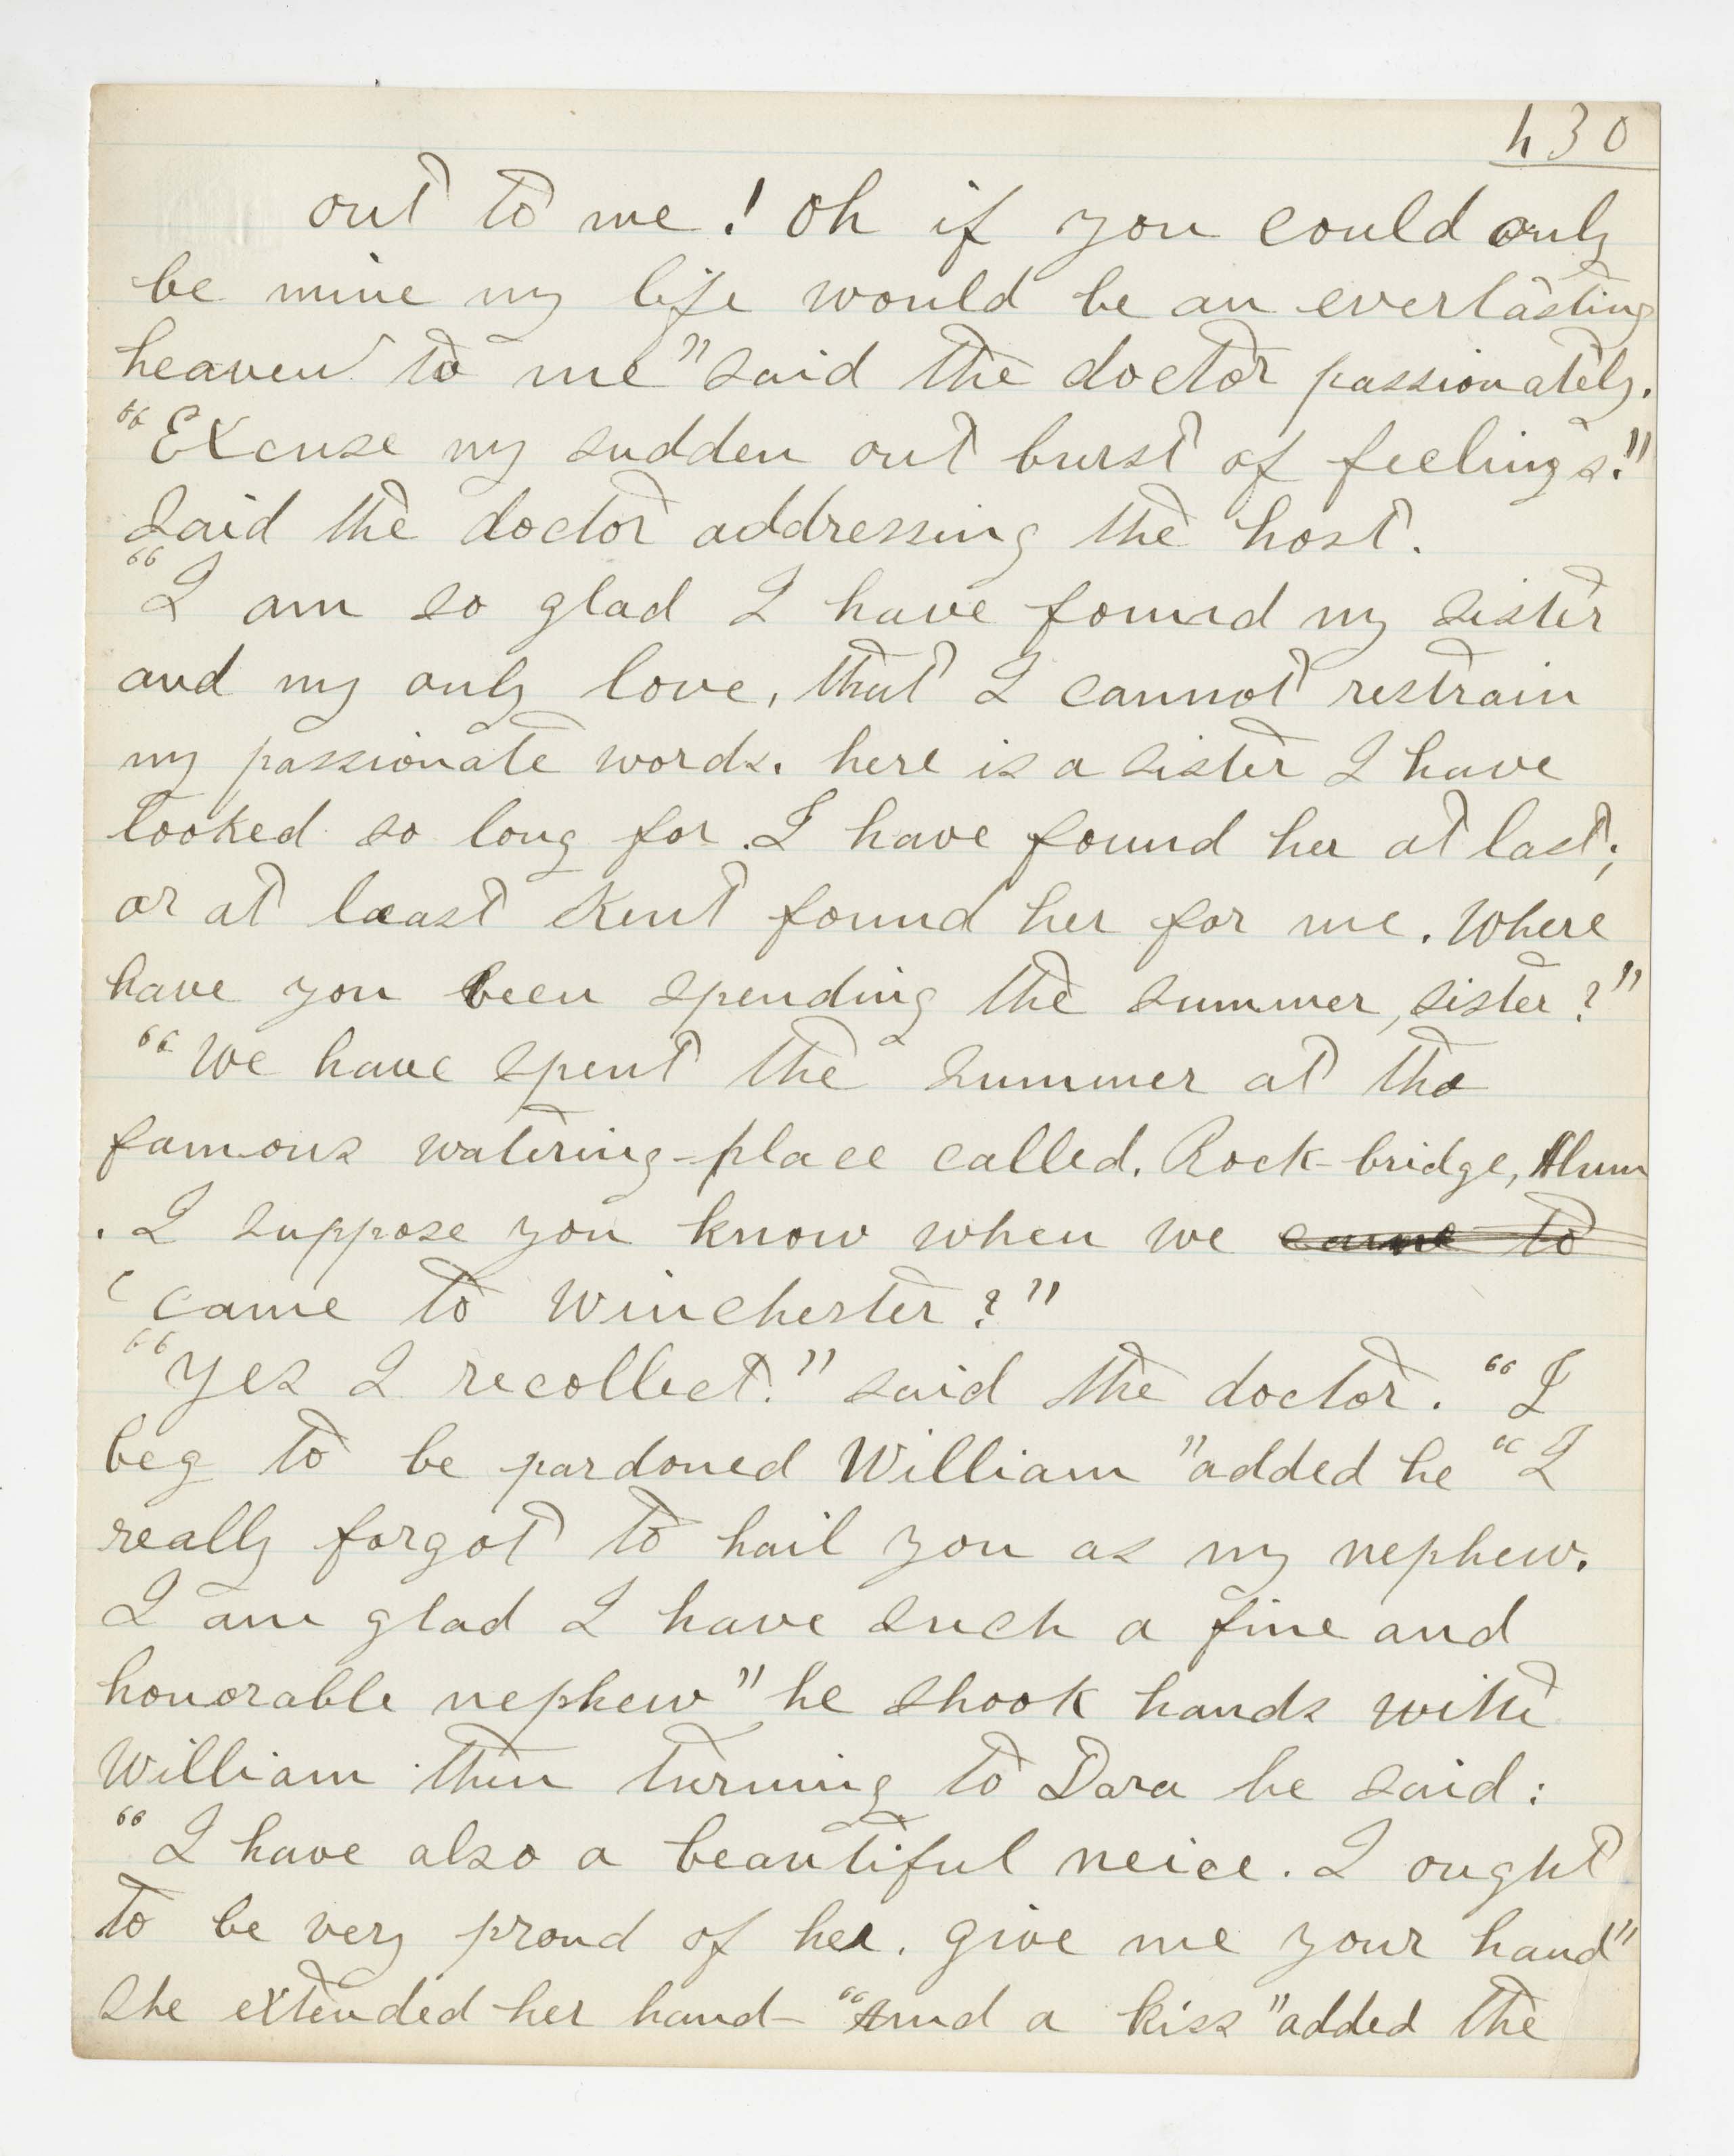 430
out to me! Oh if you could only
be mine my life would be an everlasting
heaven to me" said the doctor passionately.
"Excuse my sudden out burst of feelings."
said the doctor addressing the host.
"I am so glad I have found my sister
and my only love, that I cannot restrain
my passionate words. here is a sister I have
looked so long for. I have found her at last;
or at least Kent found her for me. Where
have you been spending the summer, sister?"
"We have spent the summer at the
famous watering-place called. Rock-bridge, Alum
. I suppose you know when we came to
came to Winchester?"
"Yes I recollect." said the doctor. "I
beg to be pardoned William" added he "I
really forgot to hail you as my nephew.
I am glad I have such a fine and
honorable nephew" he shook hands with
William then turning to Dara he said:
"I have also a beautiful neice. I ought
to be very proud of her. give me your hand"
She extended her hand- "And a kiss" added the